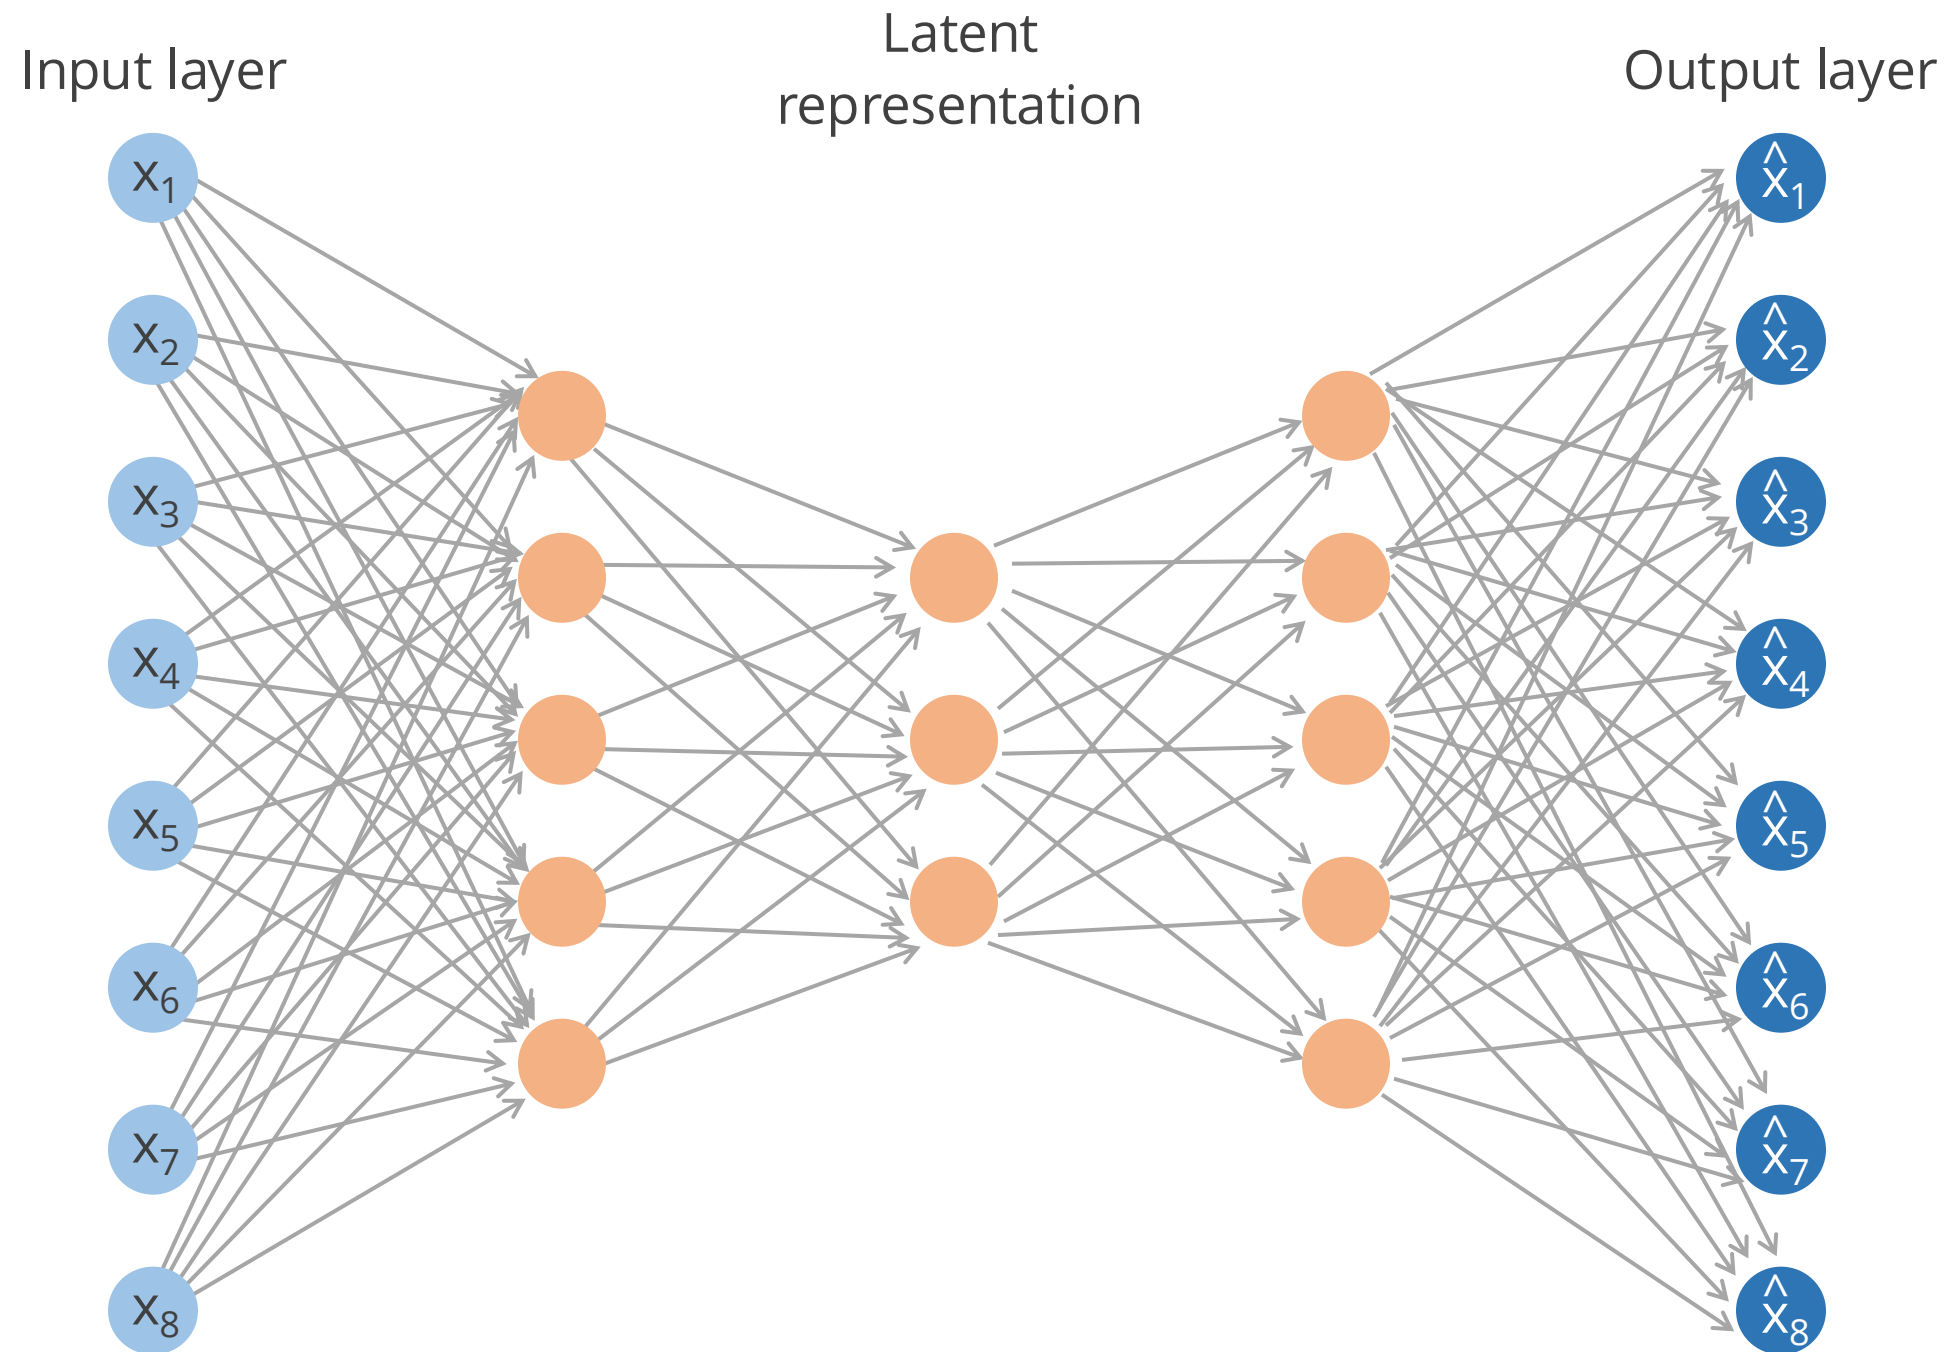 Latent
representation
Input layer
Output layer
x₁
x₂
x₃
x₄
x₅
x₆
x₇
x₈
x̂₁
x̂₂
x̂₃
x̂₄
x̂₅
x̂₆
x̂₇
x̂₈